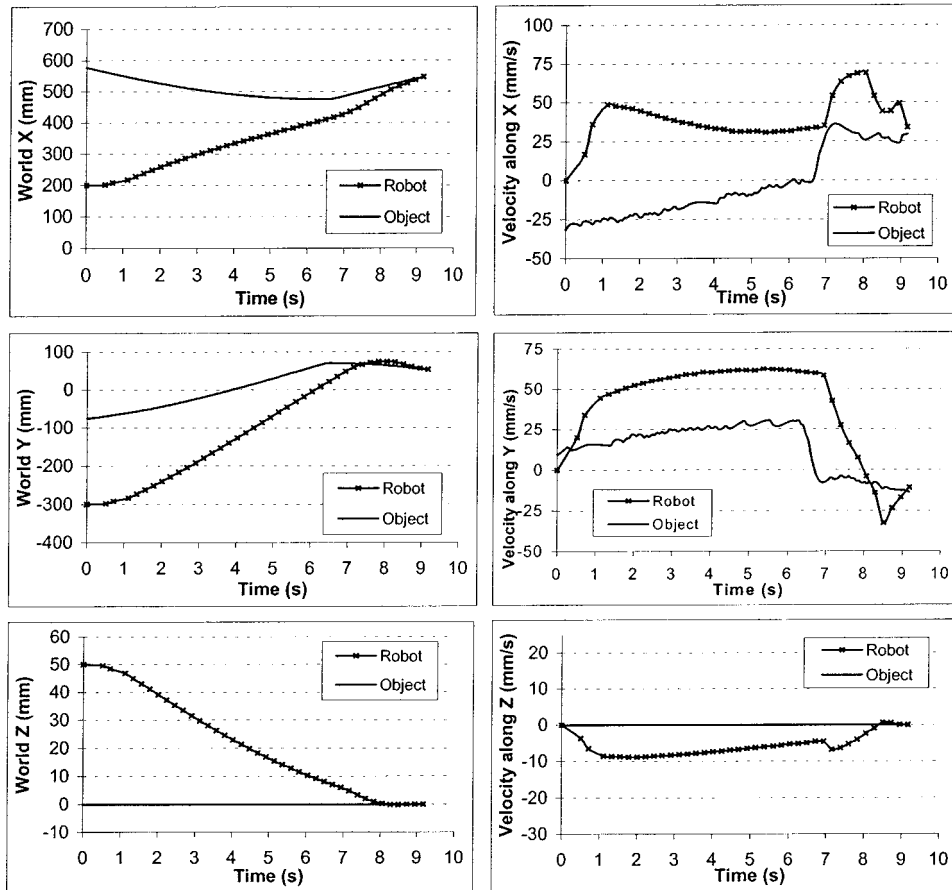 World X (mm)
700
600
500
400
300
200
100
0
Robot
Object
0 1 2 3 4 5 6 7 8 9 10
Time (s)
Velocity along X (mm/s)
100
75
50
25
0
-25
-50
Robot
Object
0 1 2 3 4 5 6 7 8 9 10
Time (s)
World Y (mm)
100
0
-100
-200
-300
-400
Robot
Object
0 1 2 3 4 5 6 7 8 9 10
Time (s)
Velocity along Y (mm/s)
75
50
25
0
-25
-50
Robot
Object
0 1 2 3 4 5 6 7 8 9 10
Time (s)
World Z (mm)
60
50
40
30
20
10
0
-10
Robot
Object
0 1 2 3 4 5 6 7 8 9 10
Time (s)
Velocity along Z (mm/s)
20
10
0
-10
-20
-30
Robot
Object
0 1 2 3 4 5 6 7 8 9 10
Time (s)